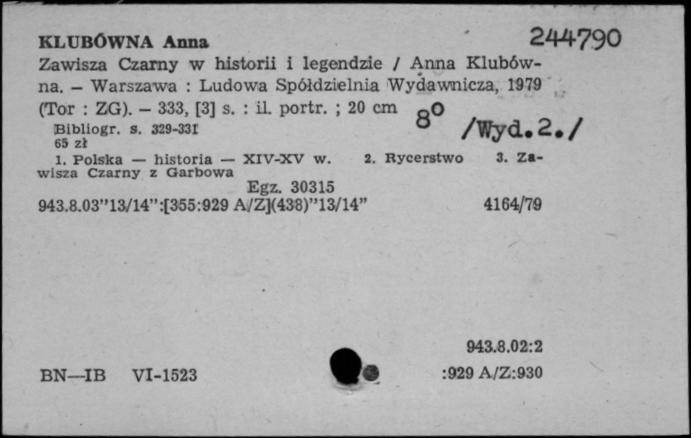 KLUBÓWNA Anna 244790
Zawisza Czarny w historii i legendzie / Anna Klubów-
na. — Warszawa : Ludowa Spółdzielnia Wydawnicza, 1979
(Tor : ZG). — 333, [3] s. : il. portr. ; 20 cm 8°
/Wyd.2./
Bibliogr. s. 329-331
65 zł
1. Polska — historia — XIV-XV w. 2. Rycerstwo 3. Za-
wisza Czarny z Garbowa
Egz. 30315
943.8.03"13/14":[355:929 A/Z](438)"13/14" 4164/79
943.8.02:2
BN—IB VI-1523 :929 A/Z:930